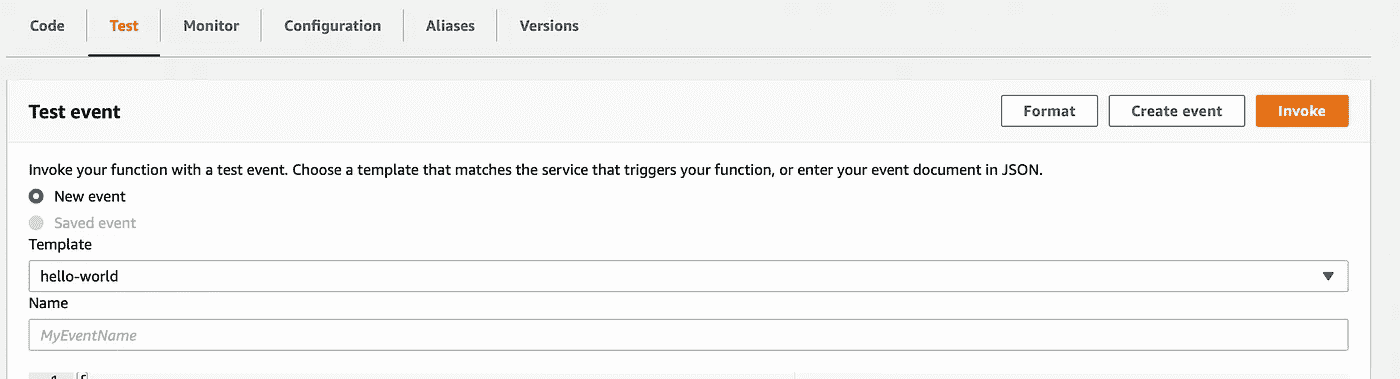 Code Test Monitor Configuration Aliases Versions
Test event Format Create event Invoke
Invoke your function with a test event. Choose a template that matches the service that triggers your function, or enter your event document in JSON.
New event
Saved event
Template
hello-world
Name
MyEventName